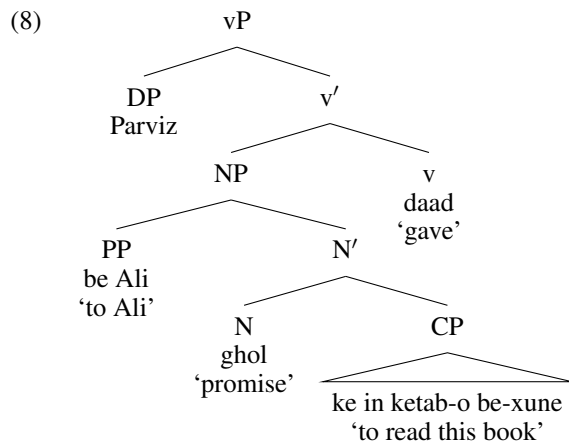 (8) vP
DP v′
Parviz
NP v
daad
‘gave’
PP N′
be Ali
‘to Ali’
N CP
ghol
‘promise’
ke in ketab-o be-xune
‘to read this book’